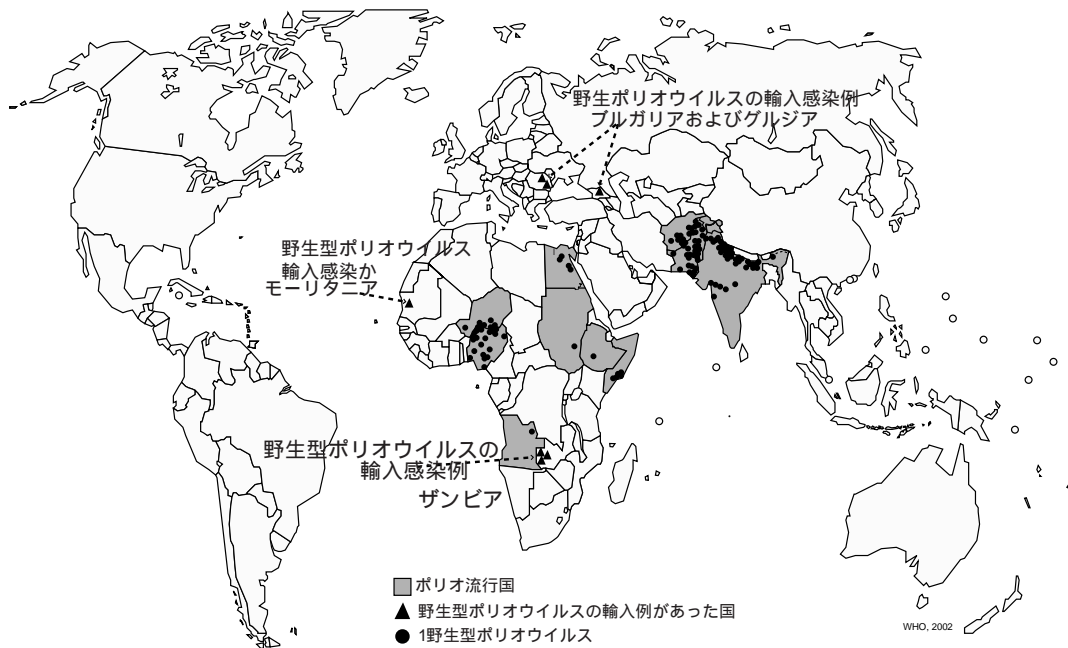 野生ポリオウイルスの輸入感染例
ブルガリアおよびグルジア
野生型ポリオウイルス
輸入感染か
モーリタニア
野生型ポリオウイルスの
輸入感染例
ザンビア
ポリオ流行国
野生型ポリオウイルスの輸入例があった国
1野生型ポリオウイルス
WHO, 2002